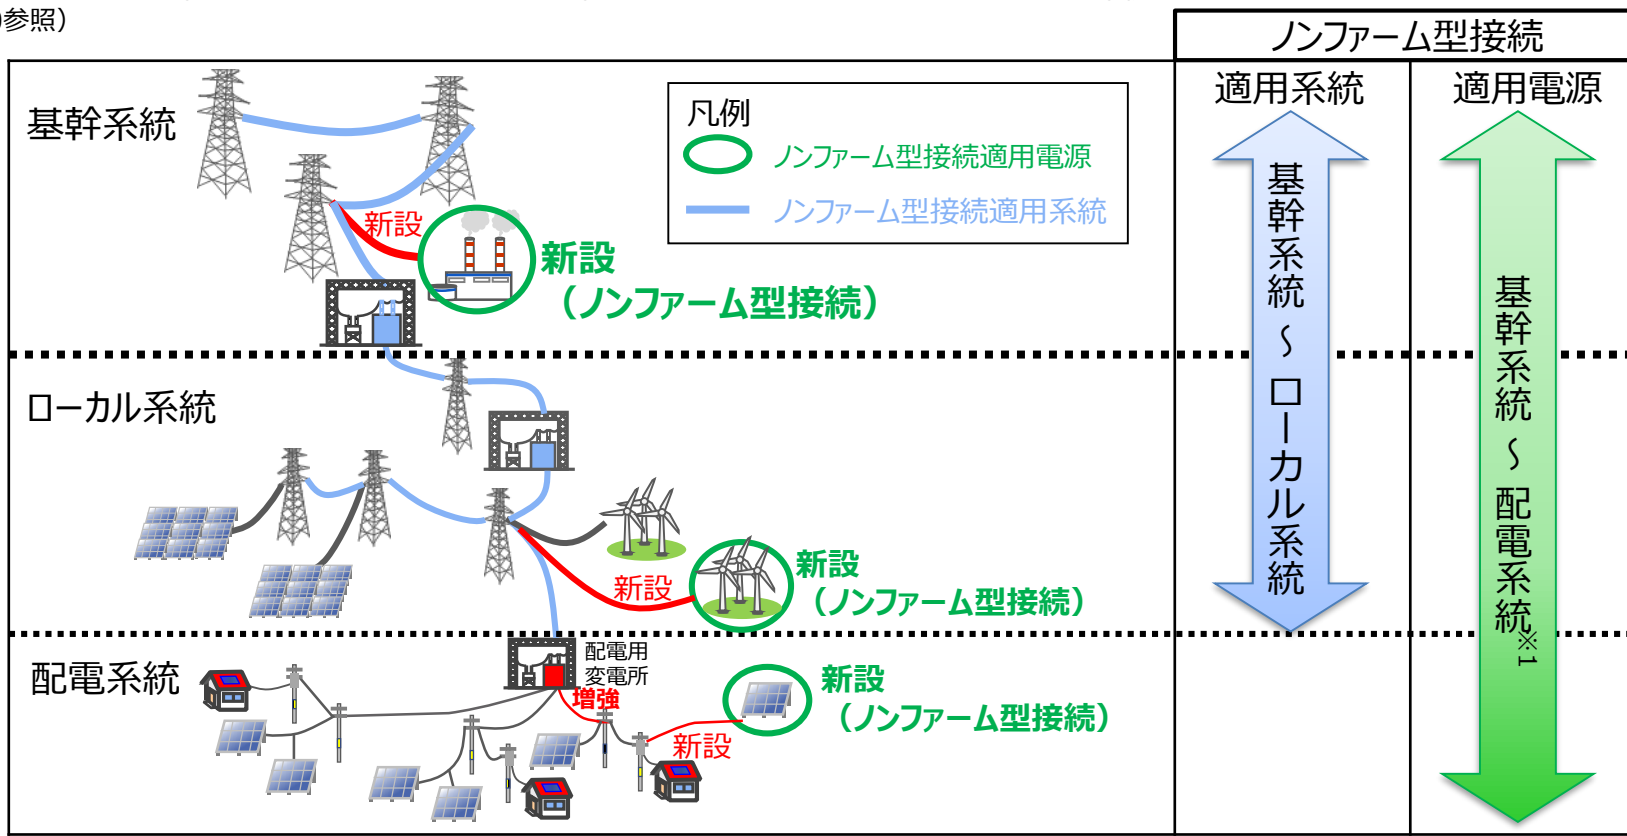 参照）
ノンファーム型接続
適用系統
適用電源
基幹系統
凡例
ノンファーム型接続適用電源
ノンファーム型接続適用系統
新設
新設
（ノンファーム型接続）
ローカル系統
新設
新設
（ノンファーム型接続）
配電系統
配電用
変電所
増強
新設
新設
（ノンファーム型接続）
基幹系統～ローカル系統
基幹系統～配電系統※1